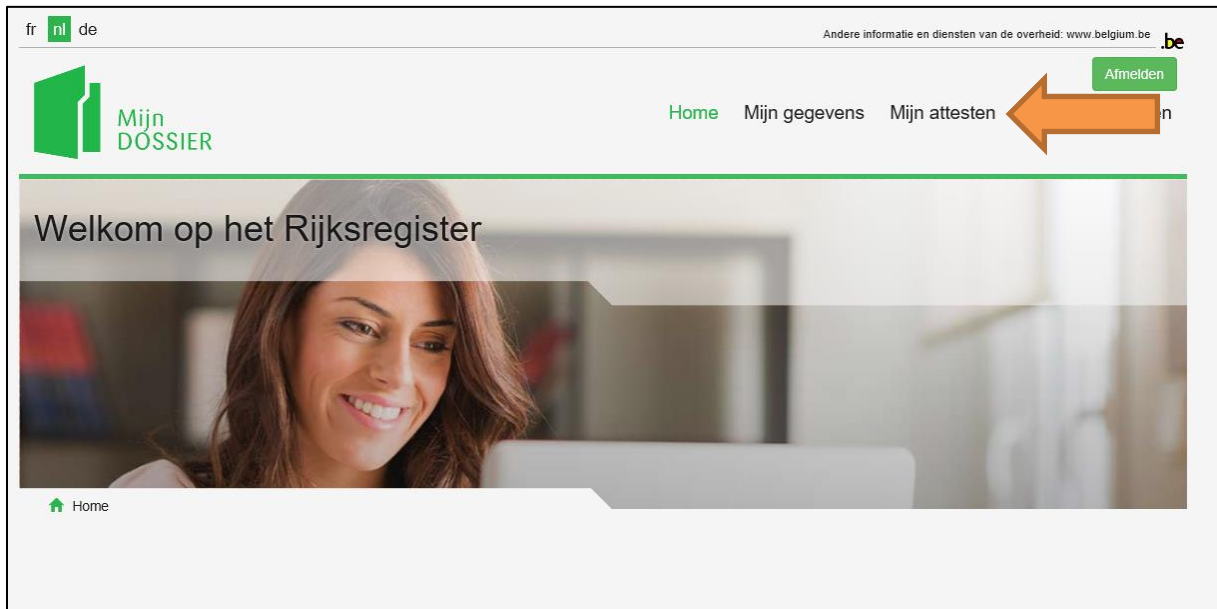 fr nl de
Andere informatie en diensten van de overheid: www.belgium.be
.be
Afmelden
Mijn
DOSSIER
Home Mijn gegevens Mijn attesten
Welkom op het Rijksregister
Home